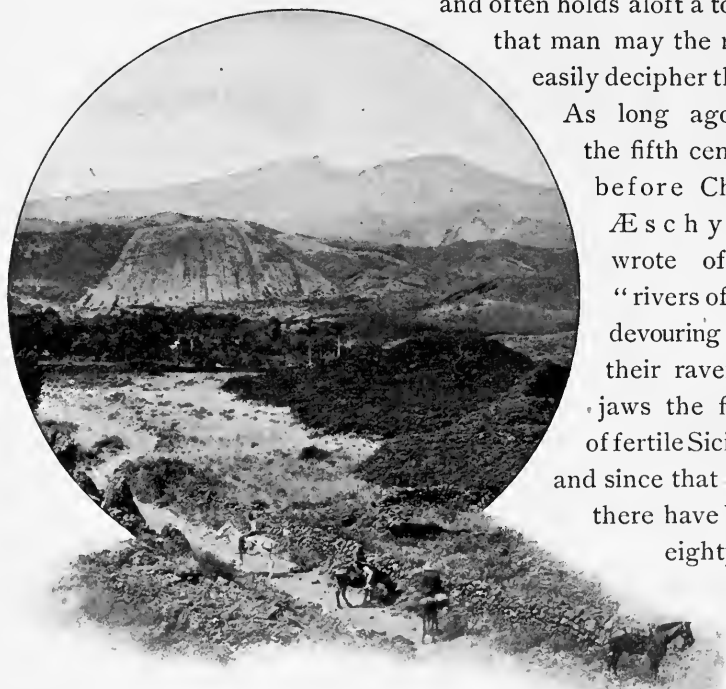 and often holds aloft a to
that man may the r
easily decipher th
As long ago
the fifth cen
before Ch
Æschy
wrote of
"rivers of
devouring
their rave
jaws the f
of fertile Sici
and since that
there have
eighty